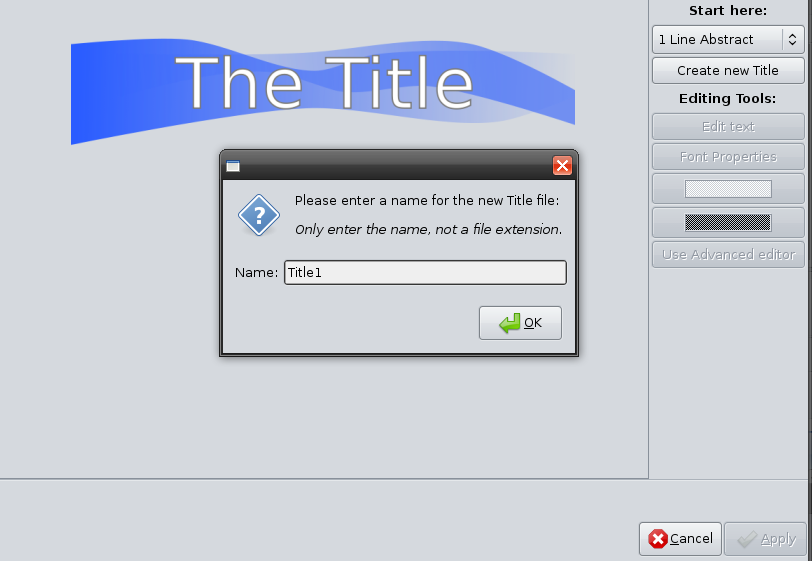 Start here:
1 Line Abstract
Create new Title
Editing Tools:
Edit text
Font Properties
Use Advanced editor
The Title
Please enter a name for the new Title file:
Only enter the name, not a file extension.
Name: Title1
OK
Cancel
Apply